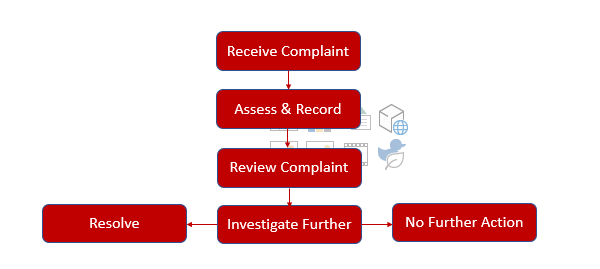 Receive Complaint
Assess & Record
Review Complaint
Resolve
Investigate Further
No Further Action